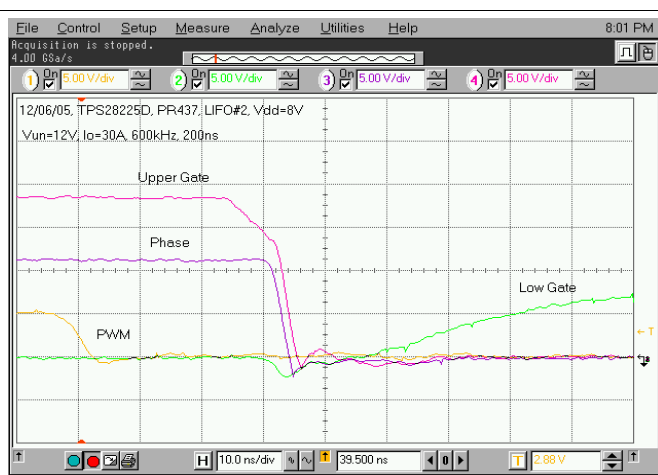 File Control Setup Measure Analyze Utilities Help 8:01 PM
Acquisition is stopped.
4.00 GSa/s
1 On 5.00 V/div 2 On 5.00 V/div 3 On 5.00 V/div 4 On 5.00 V/div
12/06/05, TPS28225D, PR437, LIFO#2, Vdd=8V
Vun=12V, Io=30A, 600kHz, 200ns
Upper Gate
Phase
Low Gate
PWM
T
H 10.0 ns/div 39.500 ns 0 T 2.88 V